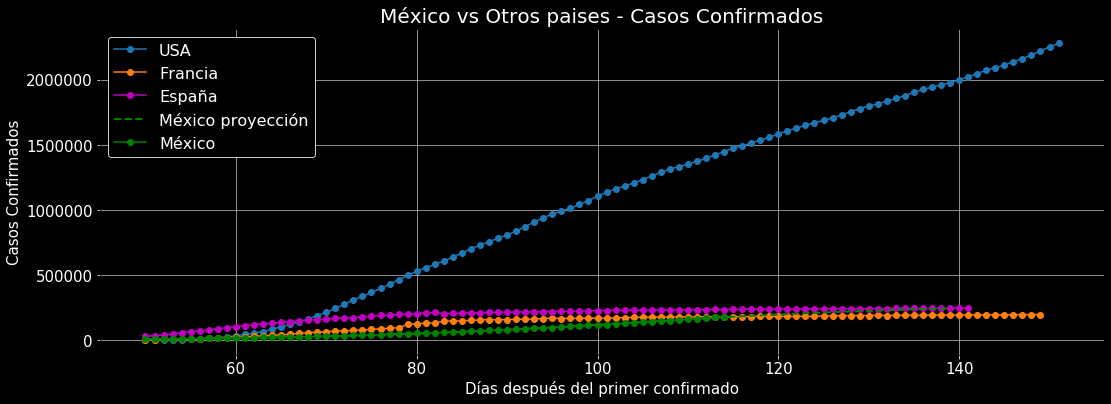 México vs Otros paises - Casos Confirmados
USA
Francia
España
México proyección
México
Casos Confirmados
2000000
1500000
1000000
500000
0
60 80 100 120 140
Días después del primer confirmado